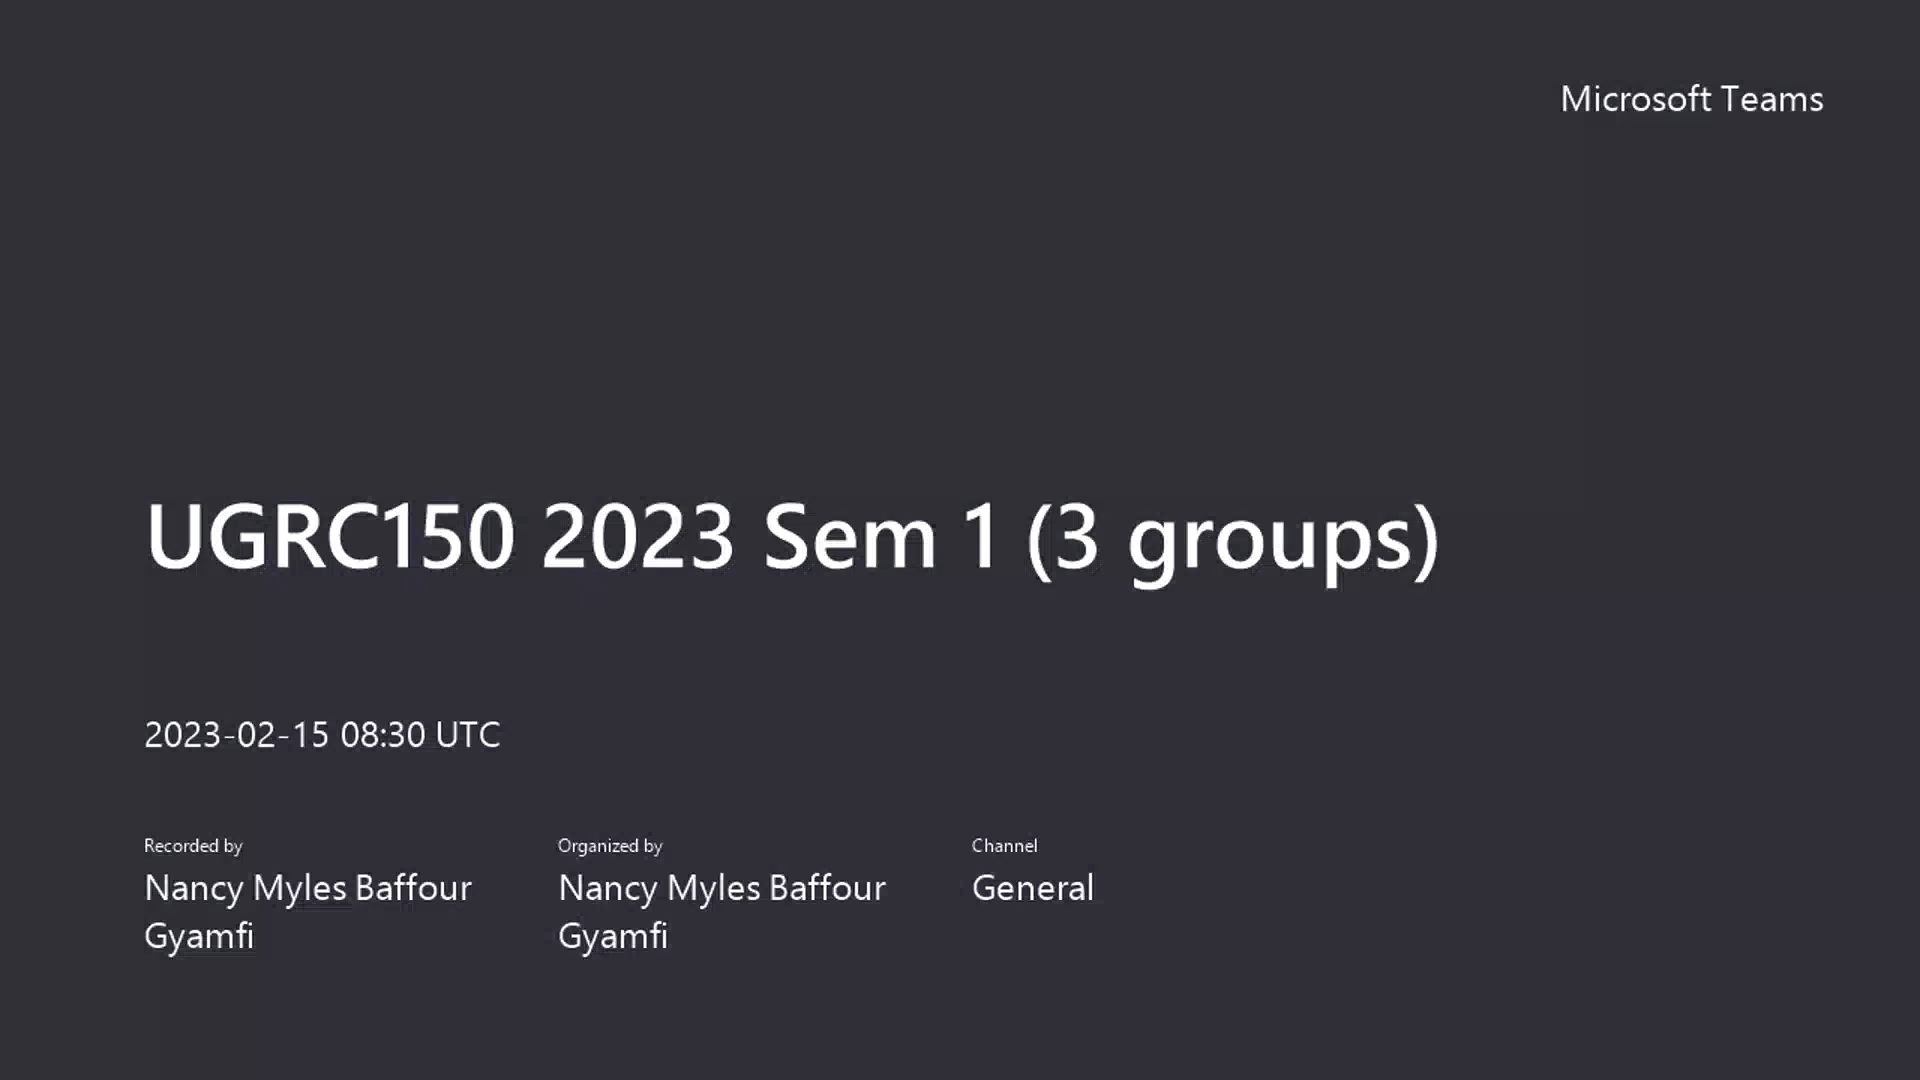 Microsoft Teams
UGRC150 2023 Sem 1 (3 groups)
2023-02-15 08:30 UTC
Recorded by
Nancy Myles Baffour
Gyamfi
Organized by
Nancy Myles Baffour
Gyamfi
Channel
General